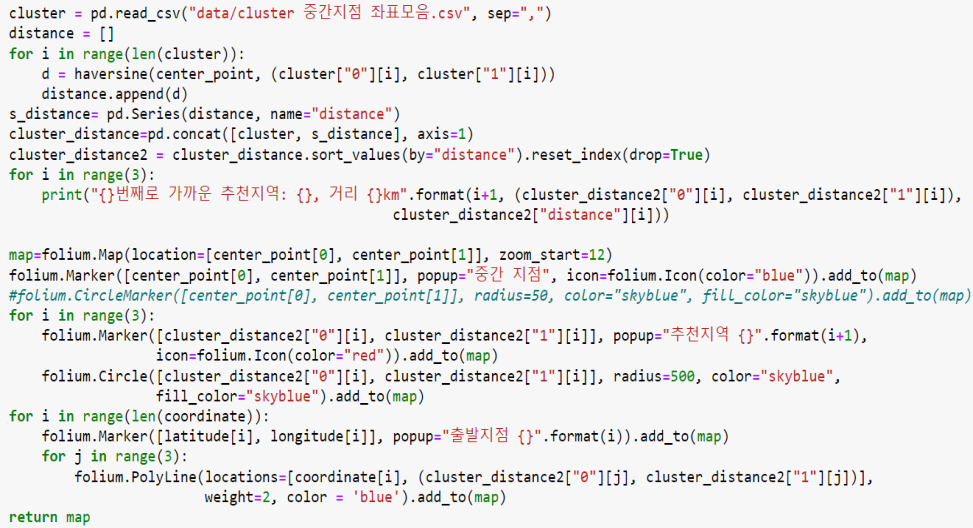 cluster = pd.read_csv("data/cluster 중간지점 좌표모음.csv", sep=",")
distance = []
for i in range(len(cluster)):
    d = haversine(center_point, (cluster["0"][i], cluster["1"][i]))
    distance.append(d)
s_distance= pd.Series(distance, name="distance")
cluster_distance=pd.concat([cluster, s_distance], axis=1)
cluster_distance2 = cluster_distance.sort_values(by="distance").reset_index(drop=True)
for i in range(3):
    print("{}번째로 가까운 추천지역: {}, 거리 {}km".format(i+1, (cluster_distance2["0"][i], cluster_distance2["1"][i]),
                                               cluster_distance2["distance"][i]))

map=folium.Map(location=[center_point[0], center_point[1]], zoom_start=12)
folium.Marker([center_point[0], center_point[1]], popup="중간 지점", icon=folium.Icon(color="blue")).add_to(map)
#folium.CircleMarker([center_point[0], center_point[1]], radius=50, color="skyblue", fill_color="skyblue").add_to(map)
for i in range(3):
    folium.Marker([cluster_distance2["0"][i], cluster_distance2["1"][i]], popup="추천지역 {}".format(i+1),
                  icon=folium.Icon(color="red")).add_to(map)
    folium.Circle([cluster_distance2["0"][i], cluster_distance2["1"][i]], radius=500, color="skyblue",
                  fill_color="skyblue").add_to(map)
for i in range(len(coordinate)):
    folium.Marker([latitude[i], longitude[i]], popup="출발지점 {}".format(i)).add_to(map)
    for j in range(3):
        folium.PolyLine(locations=[coordinate[i], (cluster_distance2["0"][j], cluster_distance2["1"][j])],
                        weight=2, color = 'blue').add_to(map)
return map